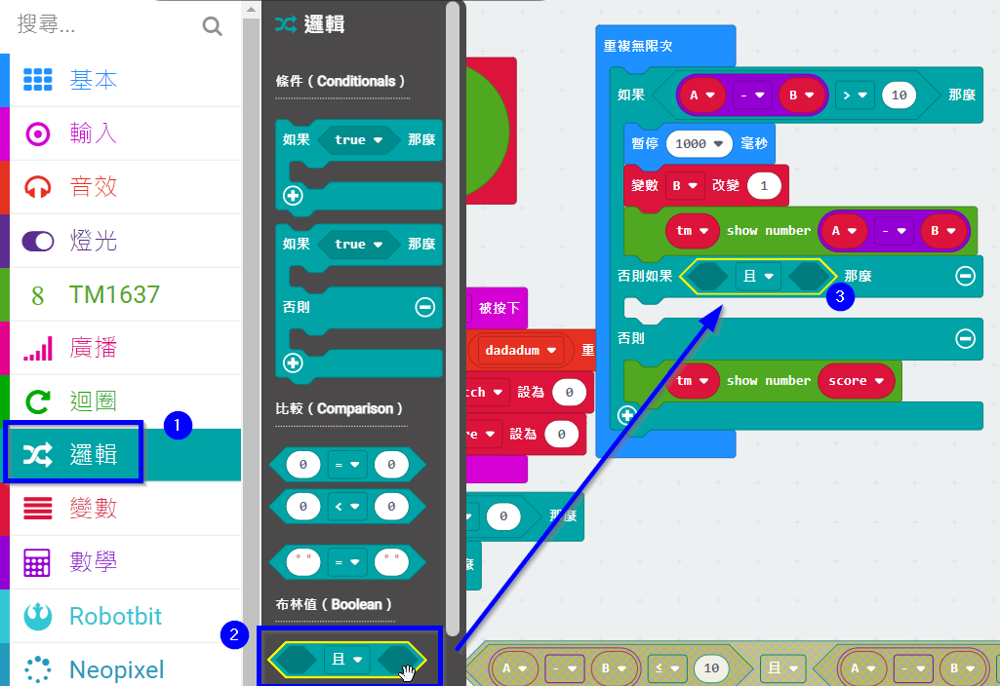 搜尋...
基本
輸入
音效
燈光
8 TM1637
廣播
迴圈
邏輯
1
變數
數學
Robotbit
2
Neopixel
邏輯
條件 ( Conditionals )
如果 true 那麼
如果 true 那麼
否則
比較 ( Comparison )
0 = 0
0 < 0
" " = " "
布林值 ( Boolean )
且
被按下
dadadum 重
tch 設為 0
re 設為 0
0 那麼
重複無限次
如果 A - B > 10 那麼
暫停 1000 毫秒
變數 B 改變 1
tm show number A - B
否則如果 且 那麼
3
否則
tm show number score
A - B ≤ 10 且 A - B